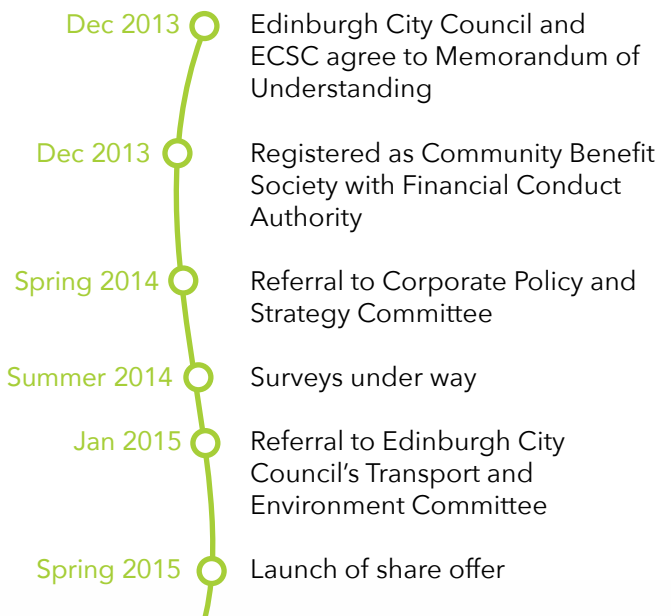 Dec 2013
Edinburgh City Council and
ECSC agree to Memorandum of
Understanding
Dec 2013
Registered as Community Benefit
Society with Financial Conduct
Authority
Spring 2014
Referral to Corporate Policy and
Strategy Committee
Summer 2014
Surveys under way
Jan 2015
Referral to Edinburgh City
Council's Transport and
Environment Committee
Spring 2015
Launch of share offer